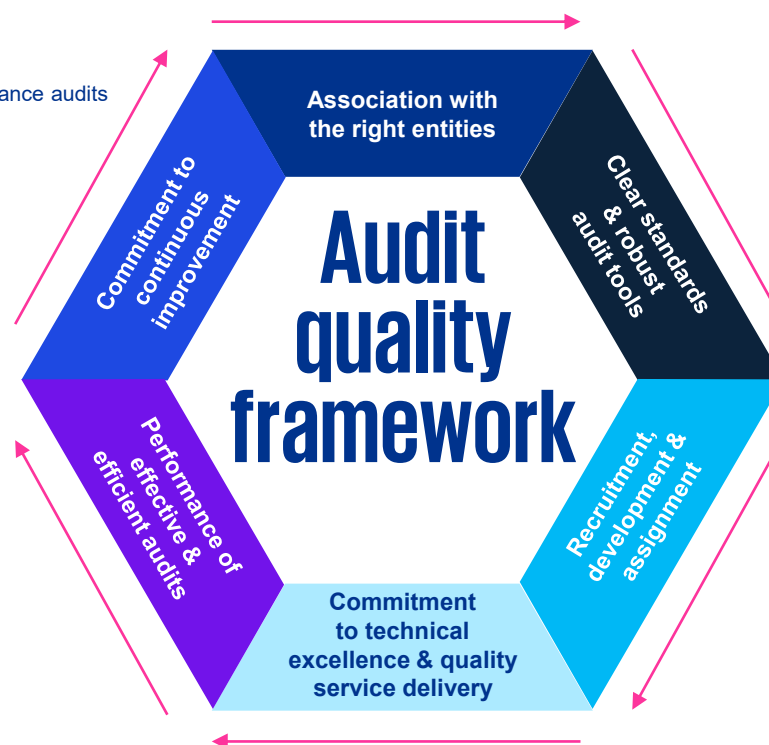 ance audits
Association with
the right entities
Clear standards
& robust
audit tools
Recruitment,
development &
assignment
Commitment
to technical
excellence & quality
service delivery
Performance of
effective &
efficient audits
Commitment to
continuous
improvement
Audit
quality
framework